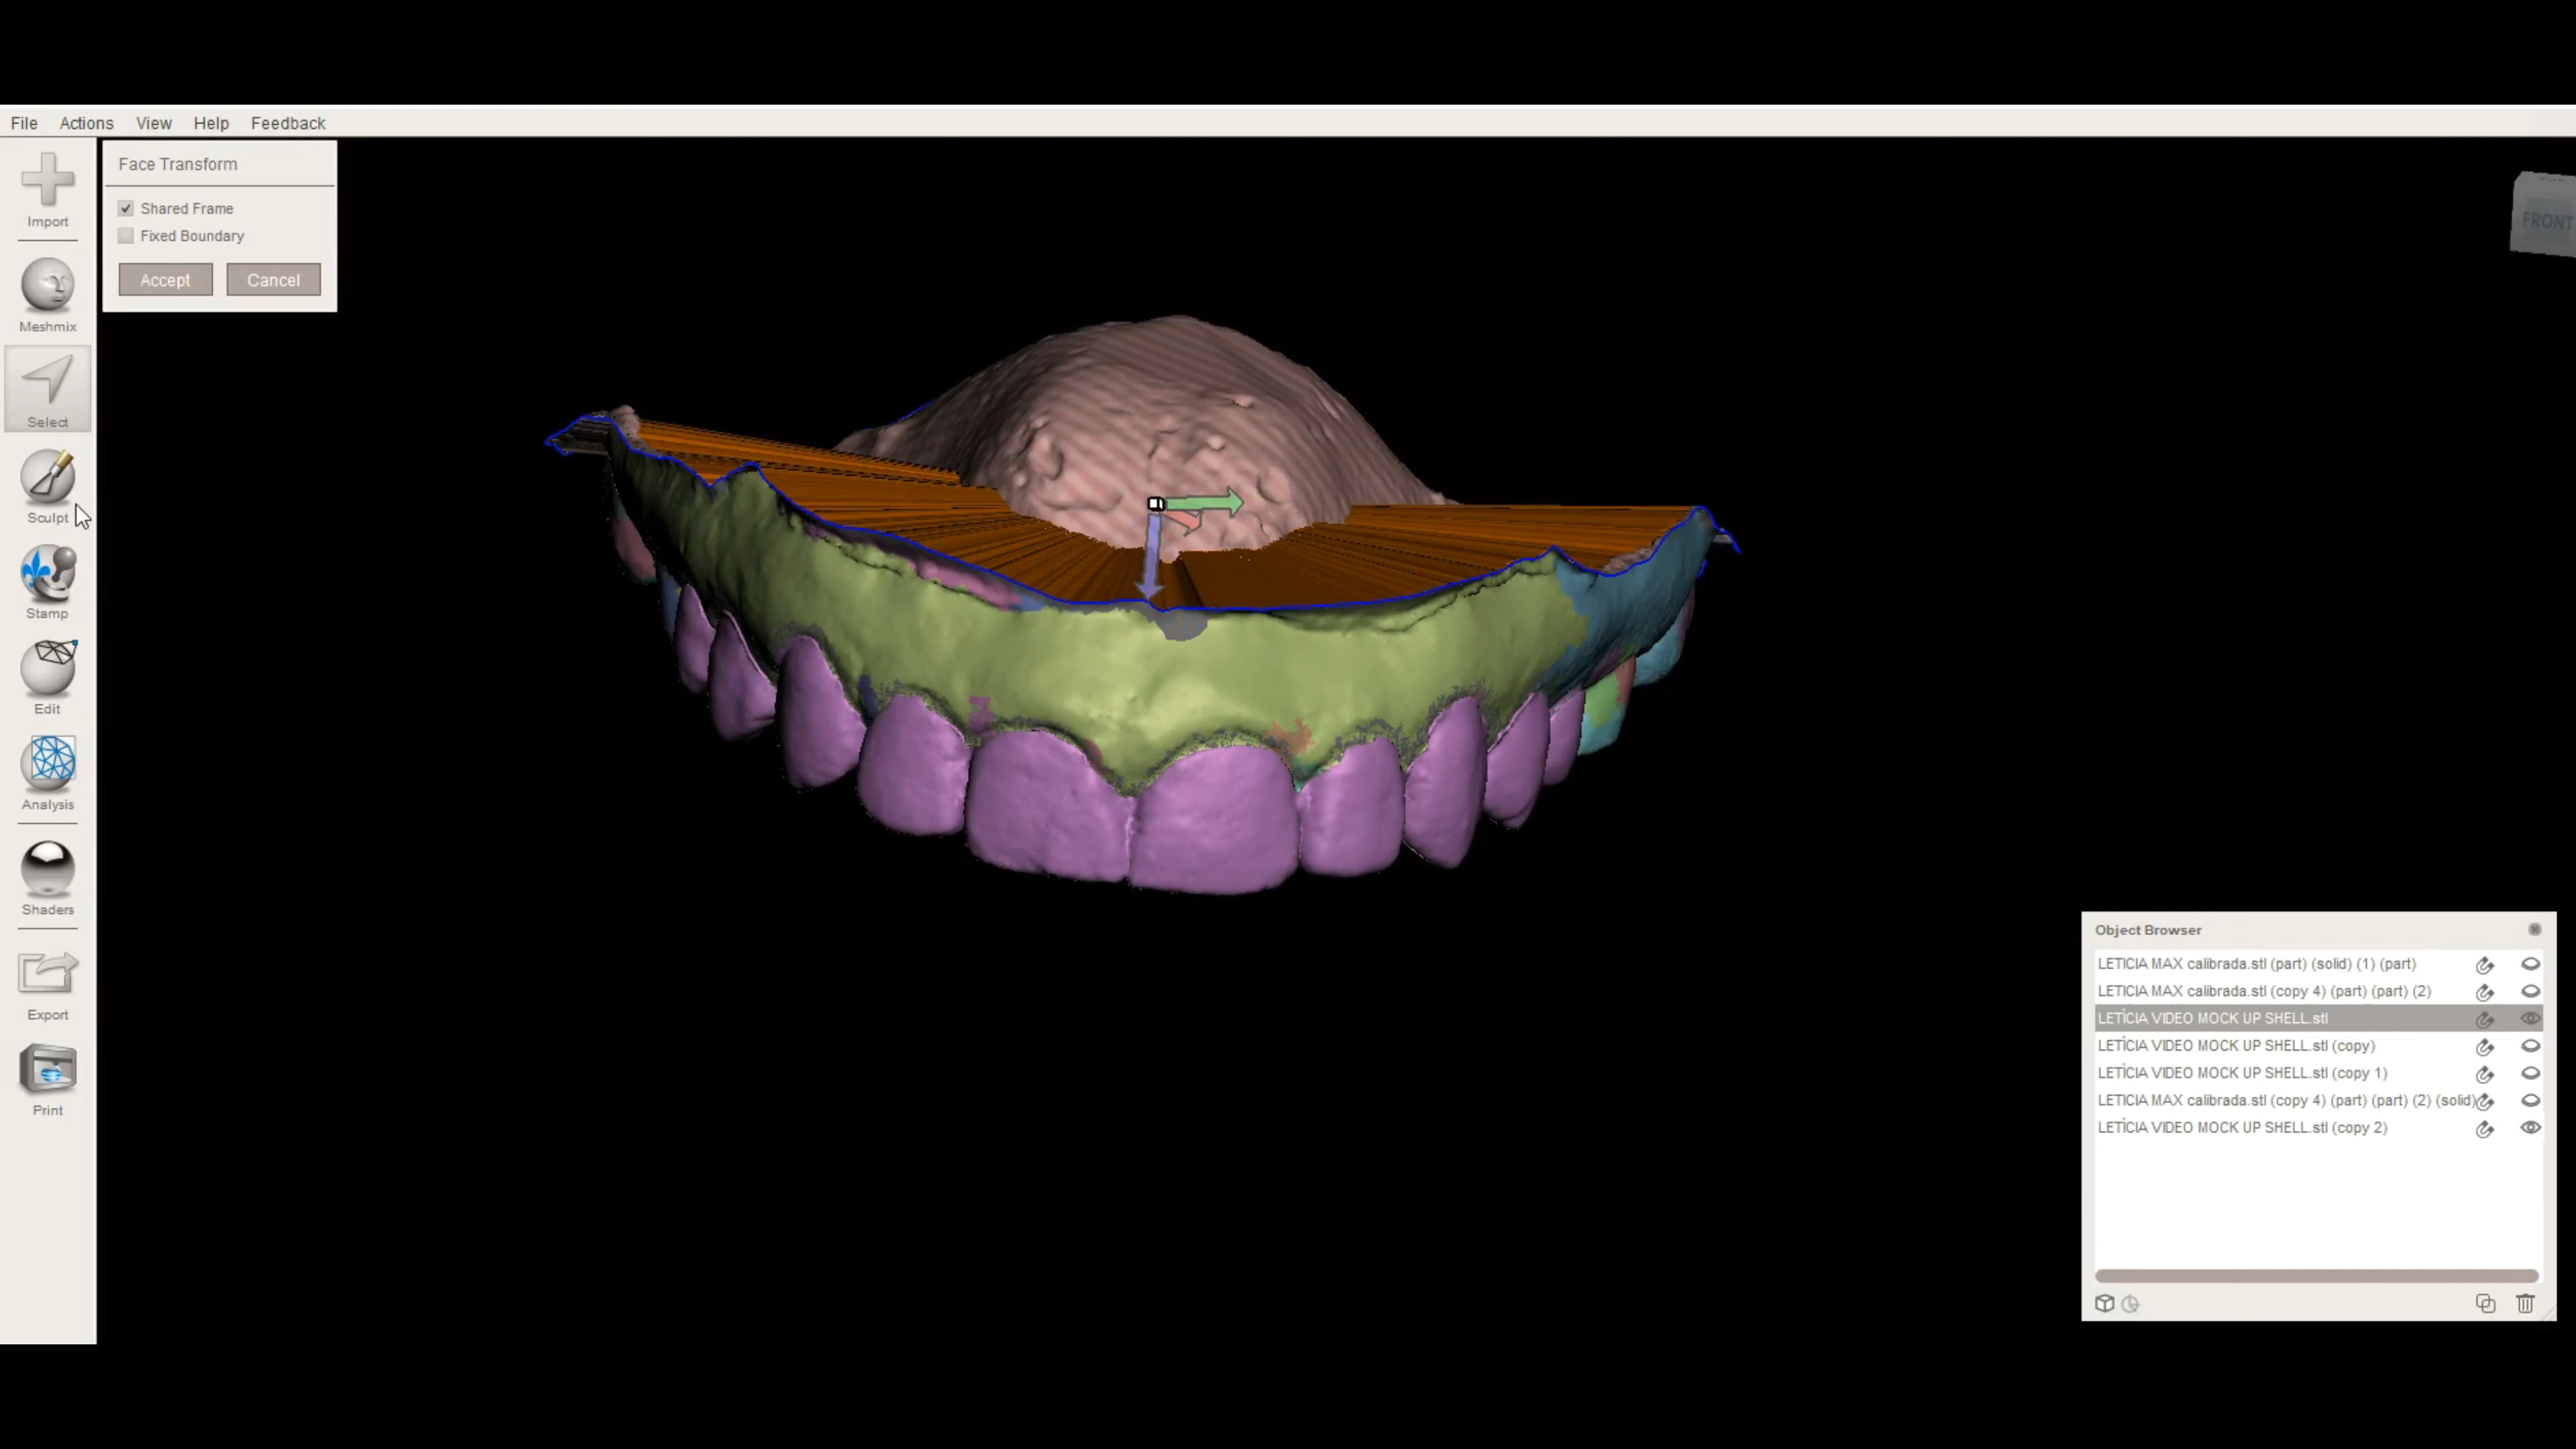 File Actions View Help Feedback
Import
Meshmix
Select
Sculpt
Stamp
Edit
Analysis
Shaders
Export
Print
Face Transform
Shared Frame
Fixed Boundary
Accept Cancel
FRONT
Object Browser
LETICIA MAX calibrada.stl (part) (solid) (1) (part)
LETICIA MAX calibrada.stl (copy 4) (part) (part) (2)
LETÍCIA VIDEO MOCK UP SHELL.stl
LETÍCIA VIDEO MOCK UP SHELL.stl (copy)
LETÍCIA VIDEO MOCK UP SHELL.stl (copy 1)
LETICIA MAX calibrada.stl (copy 4) (part) (part) (2) (solid)
LETÍCIA VIDEO MOCK UP SHELL.stl (copy 2)